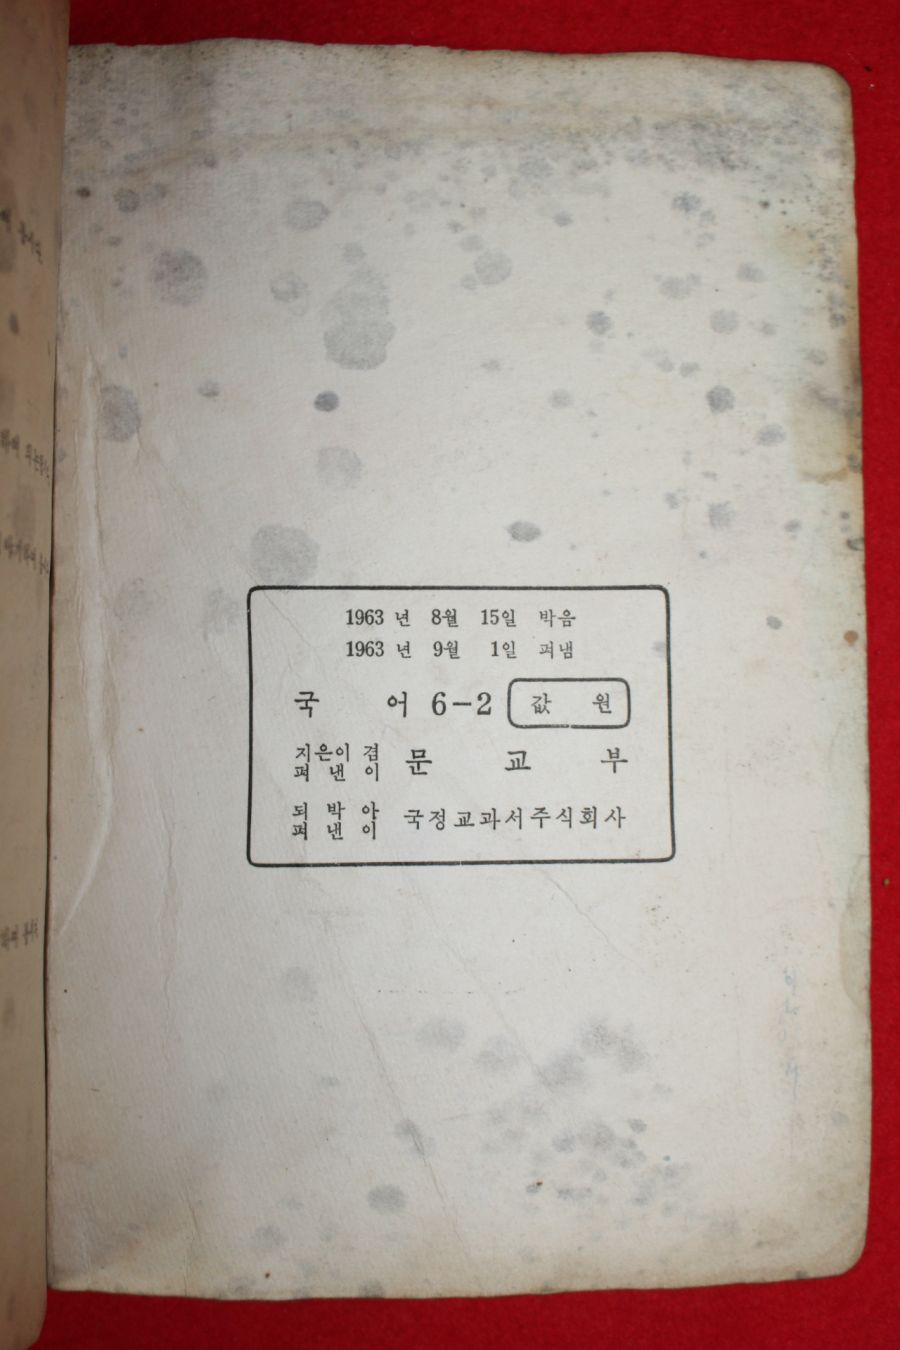 1963 년 8월 15일 박음
1963 년 9월 1일 펴냄
국 어 6-2 값 원
지은이 겸
펴 낸 이 문 교 부
되 박 아
펴 낸 이 국정교과서주식회사